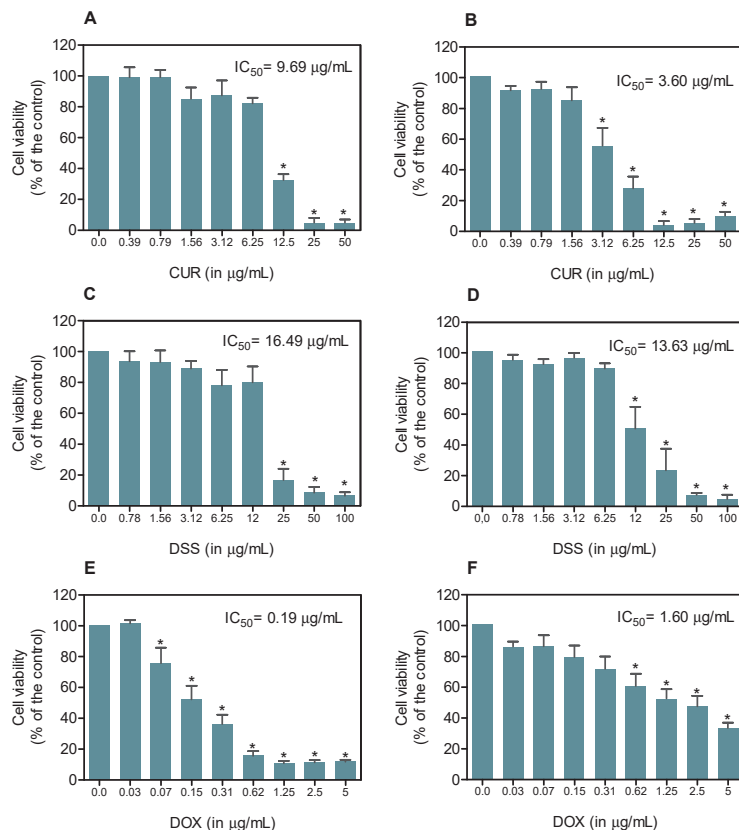 A
120
100
80
60
40
20
0
Cell viability
(% of the control)
IC50= 9.69 µg/mL
*
*
*
0.0 0.39 0.79 1.56 3.12 6.25 12.5 25 50
CUR (in µg/mL)
B
120
100
80
60
40
20
0
Cell viability
(% of the control)
IC50= 3.60 µg/mL
*
*
*
*
*
0.0 0.39 0.79 1.56 3.12 6.25 12.5 25 50
CUR (in µg/mL)
C
120
100
80
60
40
20
0
Cell viability
(% of the control)
IC50= 16.49 µg/mL
*
*
*
0.0 0.78 1.56 3.12 6.25 12 25 50 100
DSS (in µg/mL)
D
120
100
80
60
40
20
0
Cell viability
(% of the control)
IC50= 13.63 µg/mL
*
*
*
*
0,0 0.78 1.56 3.12 6.25 12 25 50 100
DSS (in µg/mL)
E
120
100
80
60
40
20
0
Cell viability
(% of the control)
IC50= 0.19 µg/mL
*
*
*
*
*
*
*
0.0 0.03 0.07 0.15 0.31 0.62 1.25 2.5 5
DOX (in µg/mL)
F
120
100
80
60
40
20
0
Cell viability
(% of the control)
IC50= 1.60 µg/mL
*
*
*
*
0.0 0.03 0.07 0.15 0.31 0.62 1.25 2.5 5
DOX (in µg/mL)